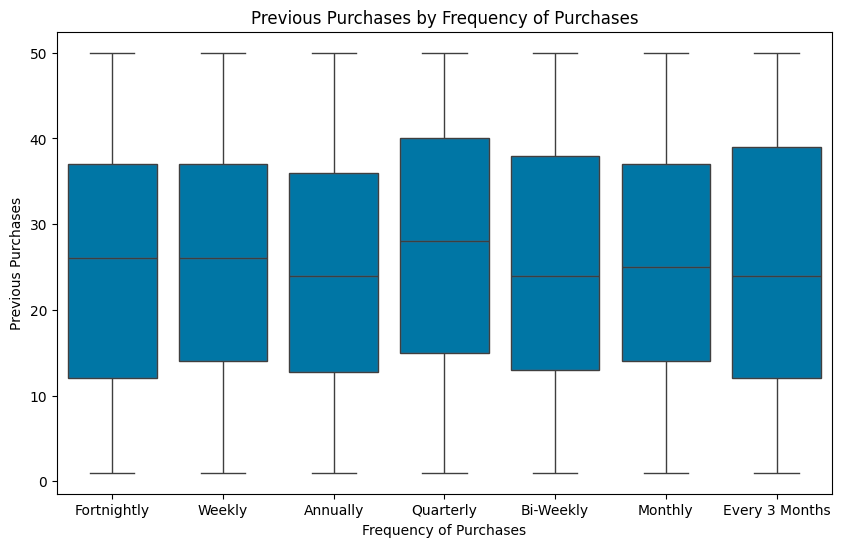 Previous Purchases by Frequency of Purchases
Previous Purchases
50
40
30
20
10
0
Fortnightly Weekly Annually Quarterly Bi-Weekly Monthly Every 3 Months
Frequency of Purchases